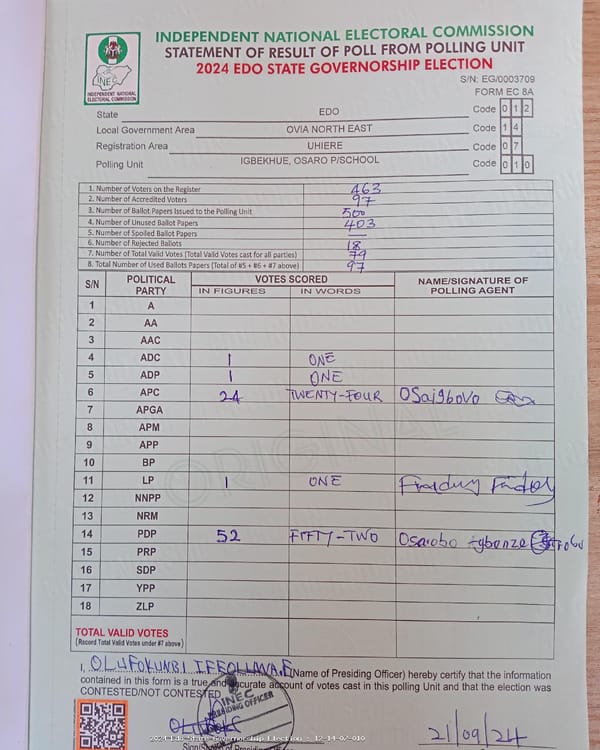 INDEPENDENT NATIONAL ELECTORAL COMMISSION
STATEMENT OF RESULT OF POLL FROM POLLING UNIT
2024 EDO STATE GOVERNORSHIP ELECTION
S/N: EG/0003709
FORM EC 8A
INEC
INDEPENDENT NATIONAL
ELECTORAL COMMISSION
State EDO Code 0 1 2
Local Government Area OVIA NORTH EAST Code 1 4
Registration Area UHIERE Code 0 7
Polling Unit IGBEKHUE, OSARO P/SCHOOL Code 0 1 0
1. Number of Voters on the Register 463
2. Number of Accredited Voters 97
3. Number of Ballot Papers Issued to the Polling Unit 500
4. Number of Unused Ballot Papers 403
5. Number of Spoiled Ballot Papers —
6. Number of Rejected Ballots 18
7. Number of Total Valid Votes (Total Valid Votes cast for all parties) 79
8. Total Number of Used Ballots Papers (Total of #5 + #6 + #7 above) 97
S/N POLITICAL PARTY VOTES SCORED NAME/SIGNATURE OF POLLING AGENT
IN FIGURES IN WORDS
1 A
2 AA
3 AAC
4 ADC 1 ONE
5 ADP 1 ONE
6 APC 24 TWENTY-FOUR Osaigbovo
7 APGA
8 APM
9 APP
10 BP
11 LP 1 ONE
12 NNPP
13 NRM
14 PDP 52 FIFTY-TWO Osarobo
15 PRP
16 SDP
17 YPP
18 ZLP
ORIGINAL
TOTAL VALID VOTES
(Record Total Valid Votes under #7 above)
I, (Name of Presiding Officer) hereby certify that the information
contained in this form is a true and accurate account of votes cast in this polling Unit and that the election was
CONTESTED/NOT CONTESTED
INEC
PRESIDING OFFICER
21/09/24
2024 Edo State Governorship Election : 12-14-07-010